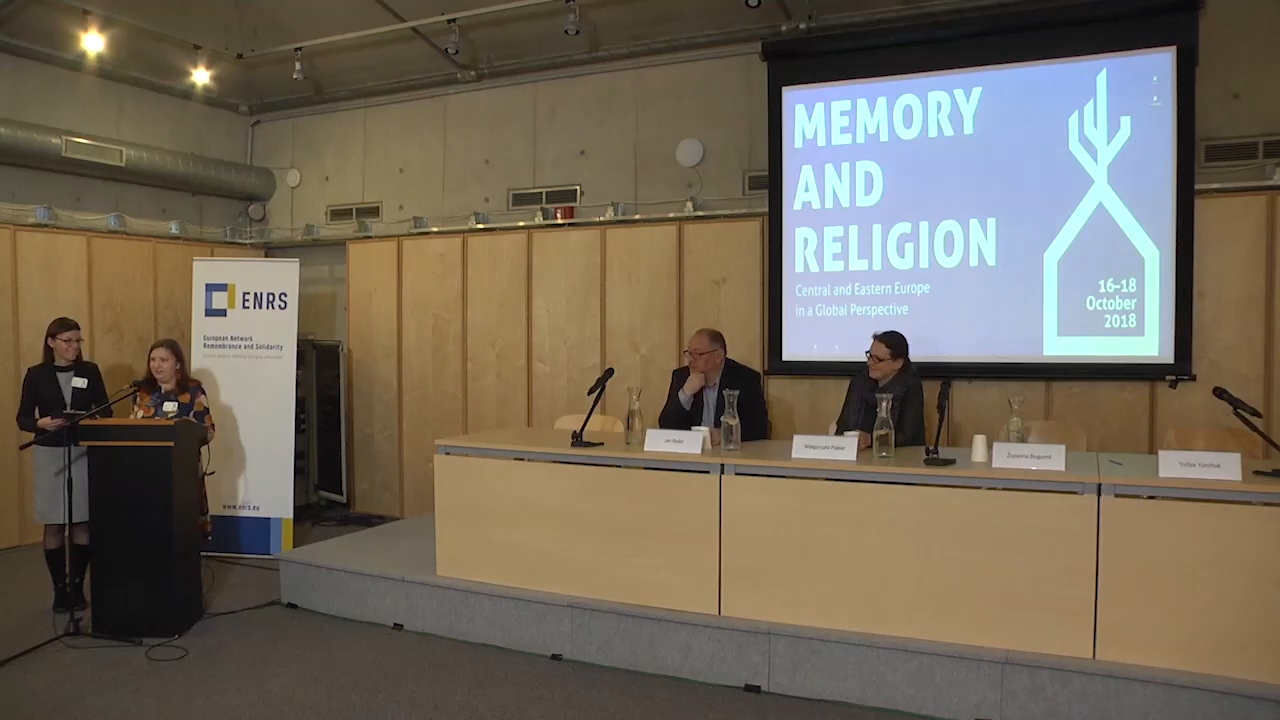 MEMORY
AND
RELIGION
Central and Eastern Europe
in a Global Perspective
16-18
October
2018
ENRS
European Network
Remembrance and Solidarity
www.enrs.eu
Jan Rydel
Małgorzata Pakier
Zuzanna Bogumił
Yuliya Yurchuk